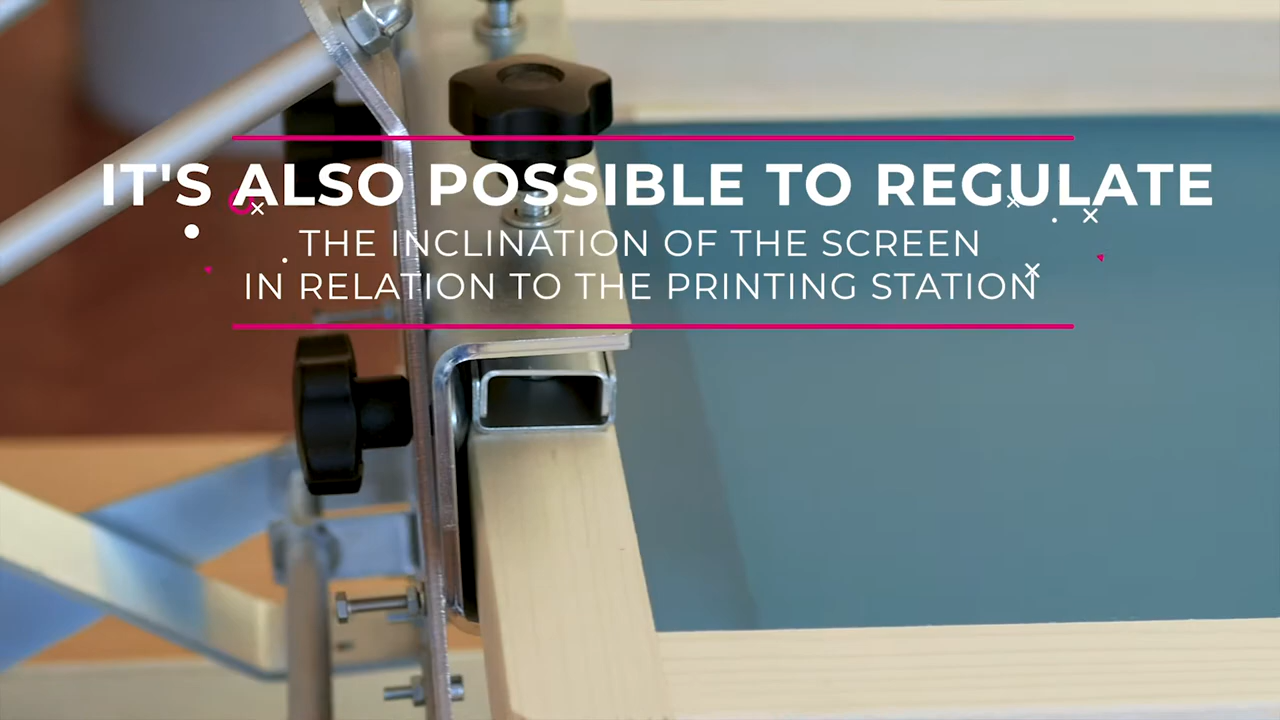 IT'S ALSO POSSIBLE TO REGULATE
THE INCLINATION OF THE SCREEN
IN RELATION TO THE PRINTING STATION